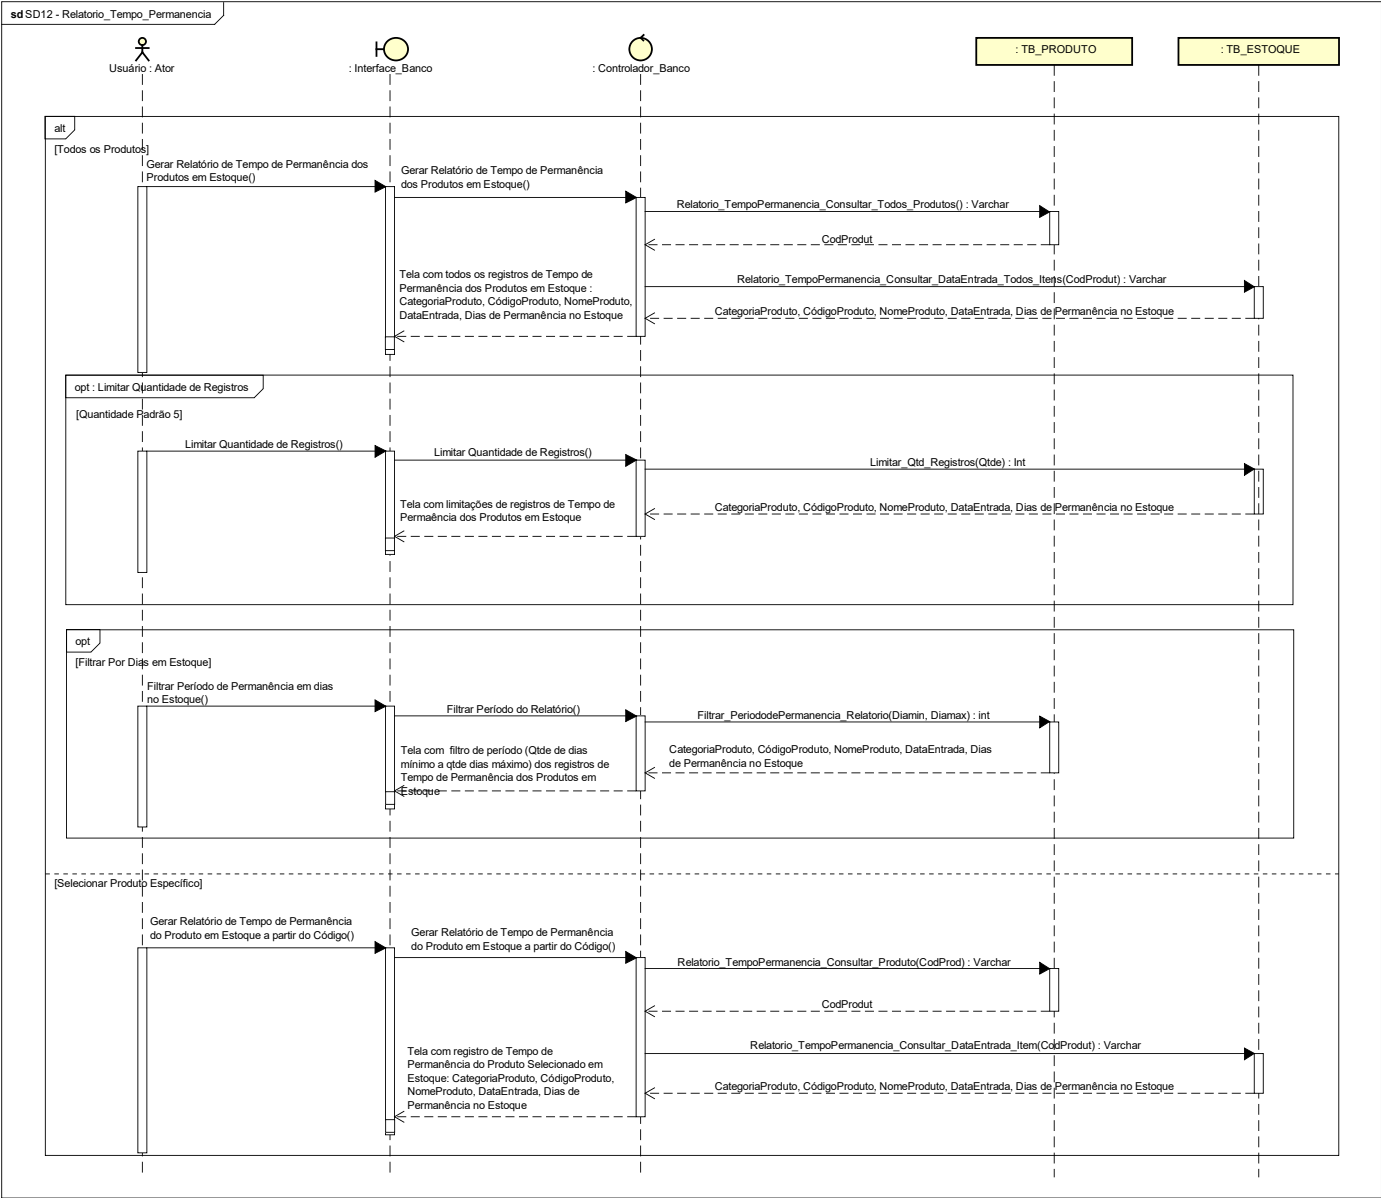 sd SD12 - Relatorio_Tempo_Permanencia
Usuário : Ator
: Interface_Banco
: Controlador_Banco
: TB_PRODUTO
: TB_ESTOQUE
alt
[Todos os Produtos]
Gerar Relatório de Tempo de Permanência dos
Produtos em Estoque()
Gerar Relatório de Tempo de Permanência
dos Produtos em Estoque()
Relatorio_TempoPermanencia_Consultar_Todos_Produtos() : Varchar
CodProdut
Relatorio_TempoPermanencia_Consultar_DataEntrada_Todos_Itens(CodProdut) : Varchar
CategoriaProduto, CódigoProduto, NomeProduto, DataEntrada, Dias de Permanência no Estoque
Tela com todos os registros de Tempo de
Permanência dos Produtos em Estoque :
CategoriaProduto, CódigoProduto, NomeProduto,
DataEntrada, Dias de Permanência no Estoque
opt : Limitar Quantidade de Registros
[Quantidade Padrão 5]
Limitar Quantidade de Registros()
Limitar Quantidade de Registros()
Limitar_Qtd_Registros(Qtde) : Int
CategoriaProduto, CódigoProduto, NomeProduto, DataEntrada, Dias de Permanência no Estoque
Tela com limitações de registros de Tempo de
Permaência dos Produtos em Estoque
opt
[Filtrar Por Dias em Estoque]
Filtrar Período de Permanência em dias
no Estoque()
Filtrar Período do Relatório()
Filtrar_PeriododePermanencia_Relatorio(Diamin, Diamax) : int
CategoriaProduto, CódigoProduto, NomeProduto, DataEntrada, Dias
de Permanência no Estoque
Tela com filtro de período (Qtde de dias
mínimo a qtde dias máximo) dos registros de
Tempo de Permanência dos Produtos em
Estoque
[Selecionar Produto Específico]
Gerar Relatório de Tempo de Permanência
do Produto em Estoque a partir do Código()
Gerar Relatório de Tempo de Permanência
do Produto em Estoque a partir do Código()
Relatorio_TempoPermanencia_Consultar_Produto(CodProd) : Varchar
CodProdut
Relatorio_TempoPermanencia_Consultar_DataEntrada_Item(CodProdut) : Varchar
CategoriaProduto, CódigoProduto, NomeProduto, DataEntrada, Dias de Permanência no Estoque
Tela com registro de Tempo de
Permanência do Produto Selecionado em
Estoque: CategoriaProduto, CódigoProduto,
NomeProduto, DataEntrada, Dias de
Permanência no Estoque